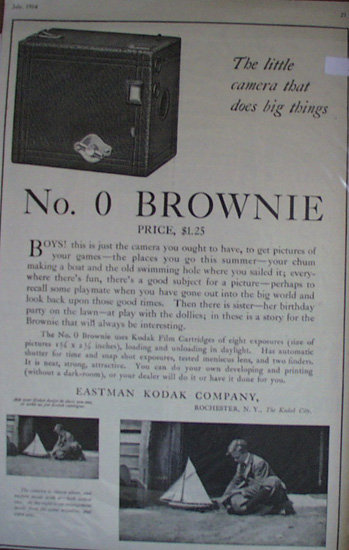 July, 1914
21
The little
camera that
does big things
No. 0 BROWNIE
PRICE, $1.25
BOYS! this is just the camera you ought to have, to get pictures of
your games—the places you go this summer—your chum
making a boat and the old swimming hole where you sailed it; every-
where there's fun, there's a good subject for a picture—perhaps to
recall some playmate when you have gone out into the big world and
look back upon those good times. Then there is sister—her birthday
party on the lawn—at play with the dollies; in these is a story for the
Brownie that will always be interesting.
The No. 0 Brownie uses Kodak Film Cartridges of eight exposures (size of
pictures 1⅝ x 2½ inches), loading and unloading in daylight. Has automatic
shutter for time and snap shot exposures, tested meniscus lens, and two finders.
It is neat, strong, attractive. You can do your own developing and printing
(without a dark-room), or your dealer will do it or have it done for you.
EASTMAN KODAK COMPANY,
ROCHESTER, N. Y., The Kodak City.
The camera is shown above, and